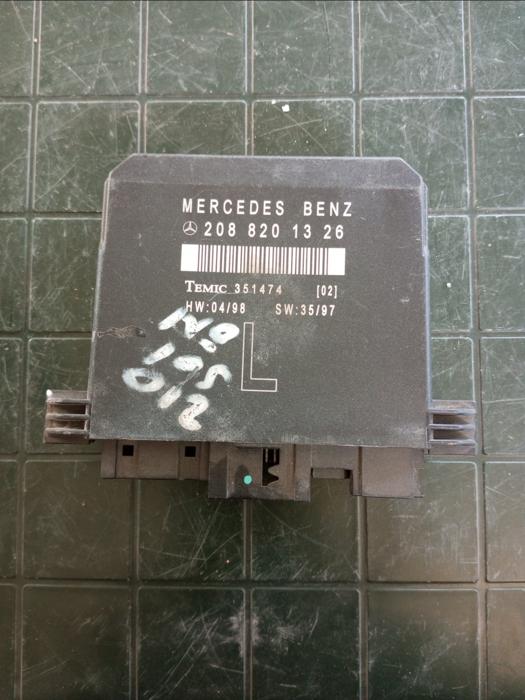 MERCEDES BENZ
208 820 13 26
TEMIC 351474 [02]
HW:04/98 SW:35/97
L